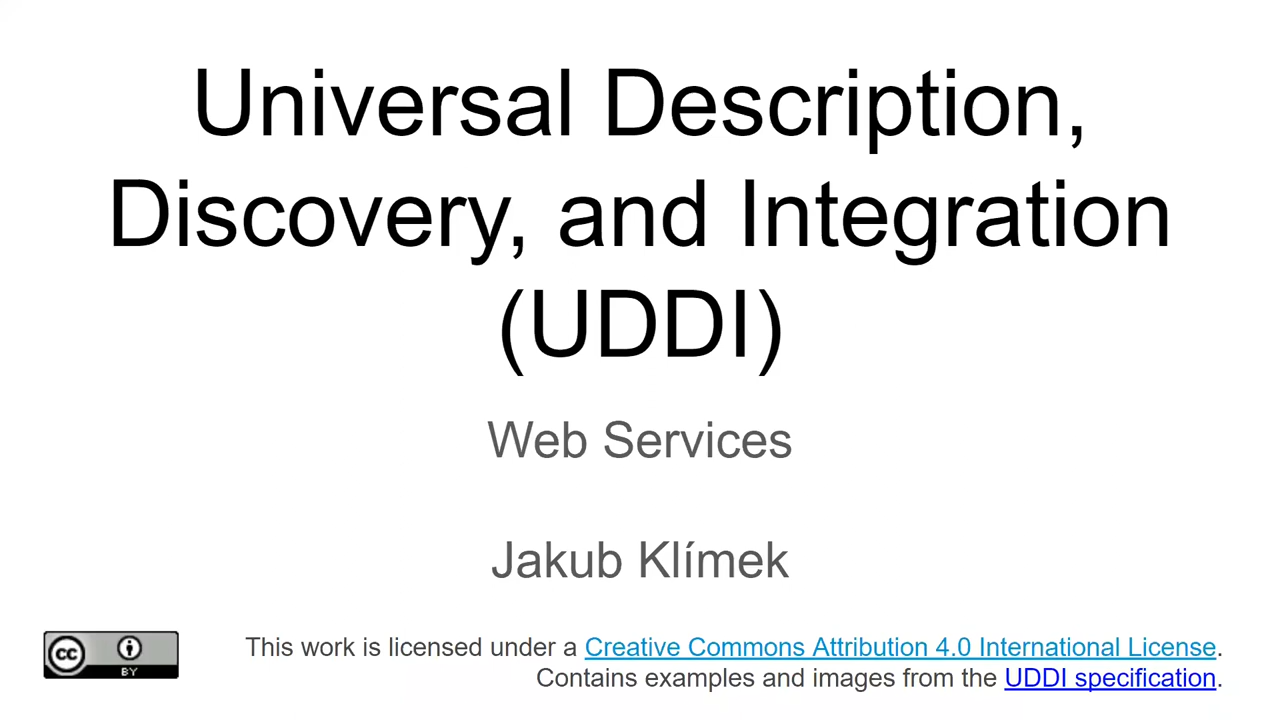 Universal Description,
Discovery, and Integration
(UDDI)
Web Services
Jakub Klímek
cc BY
This work is licensed under a Creative Commons Attribution 4.0 International License.
Contains examples and images from the UDDI specification.